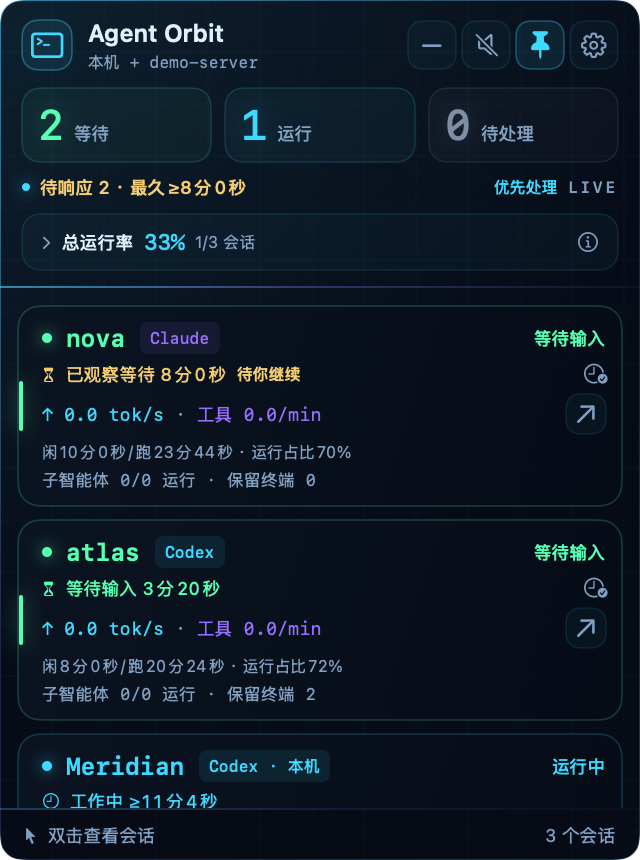 Agent Orbit
本机 + demo-server
2 等待
1 运行
0 待处理
待响应 2 · 最久 ≥8分0秒
优先处理 LIVE
总运行率 33% 1/3 会话
nova Claude 等待输入
已观察等待 8分0秒 待你继续
↑ 0.0 tok/s · 工具 0.0/min
闲10分0秒/跑23分44秒 · 运行占比70%
子智能体 0/0 运行 · 保留终端 0
atlas Codex 等待输入
等待输入 3分20秒
↑ 0.0 tok/s · 工具 0.0/min
闲8分0秒/跑20分24秒 · 运行占比72%
子智能体 0/0 运行 · 保留终端 2
Meridian Codex · 本机 运行中
工作中 ≥11分4秒
双击查看会话
3 个会话